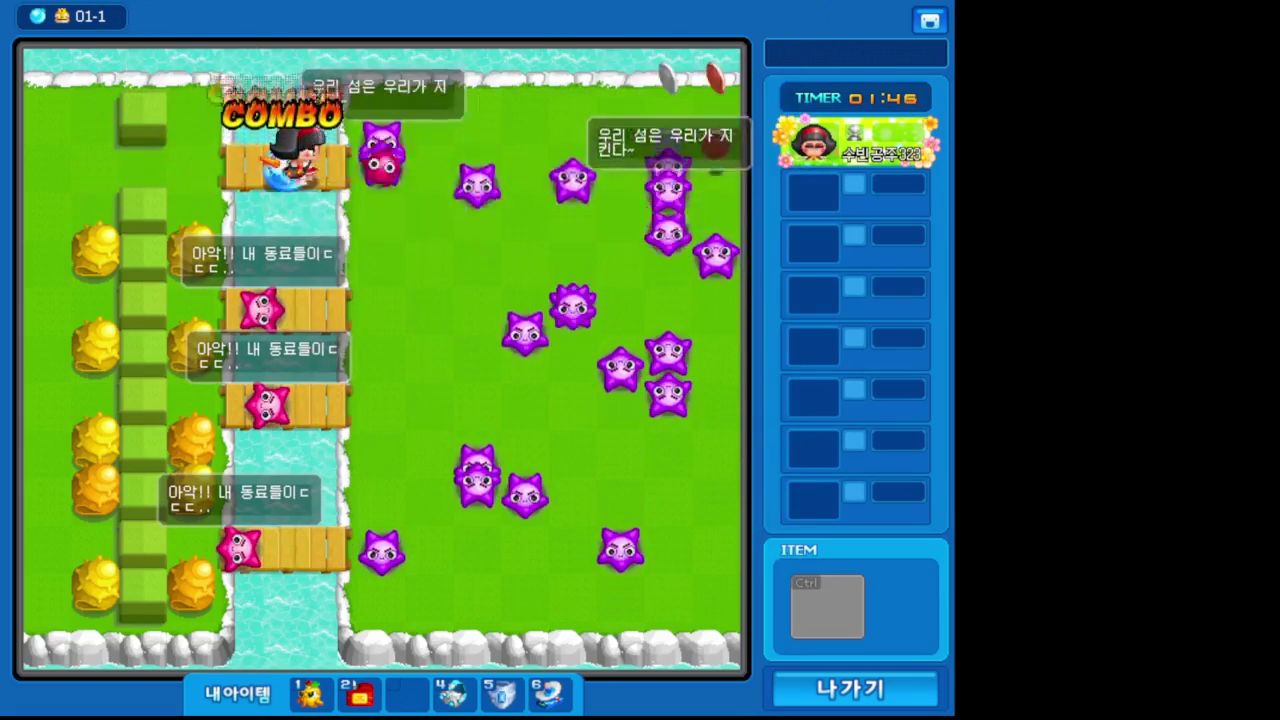 01-1
우리 섬은 우리가 지
COMBO
우리 섬은 우리가 지
킨다~
아악!! 내 동료들이ㄷ
ㄷㄷ..
아악!! 내 동료들이ㄷ
ㄷㄷ..
아악!! 내 동료들이ㄷ
ㄷㄷ..
TIMER 01:46
수빈공주323
ITEM
Ctrl
내아이템
1
2
4
5
6
나가기